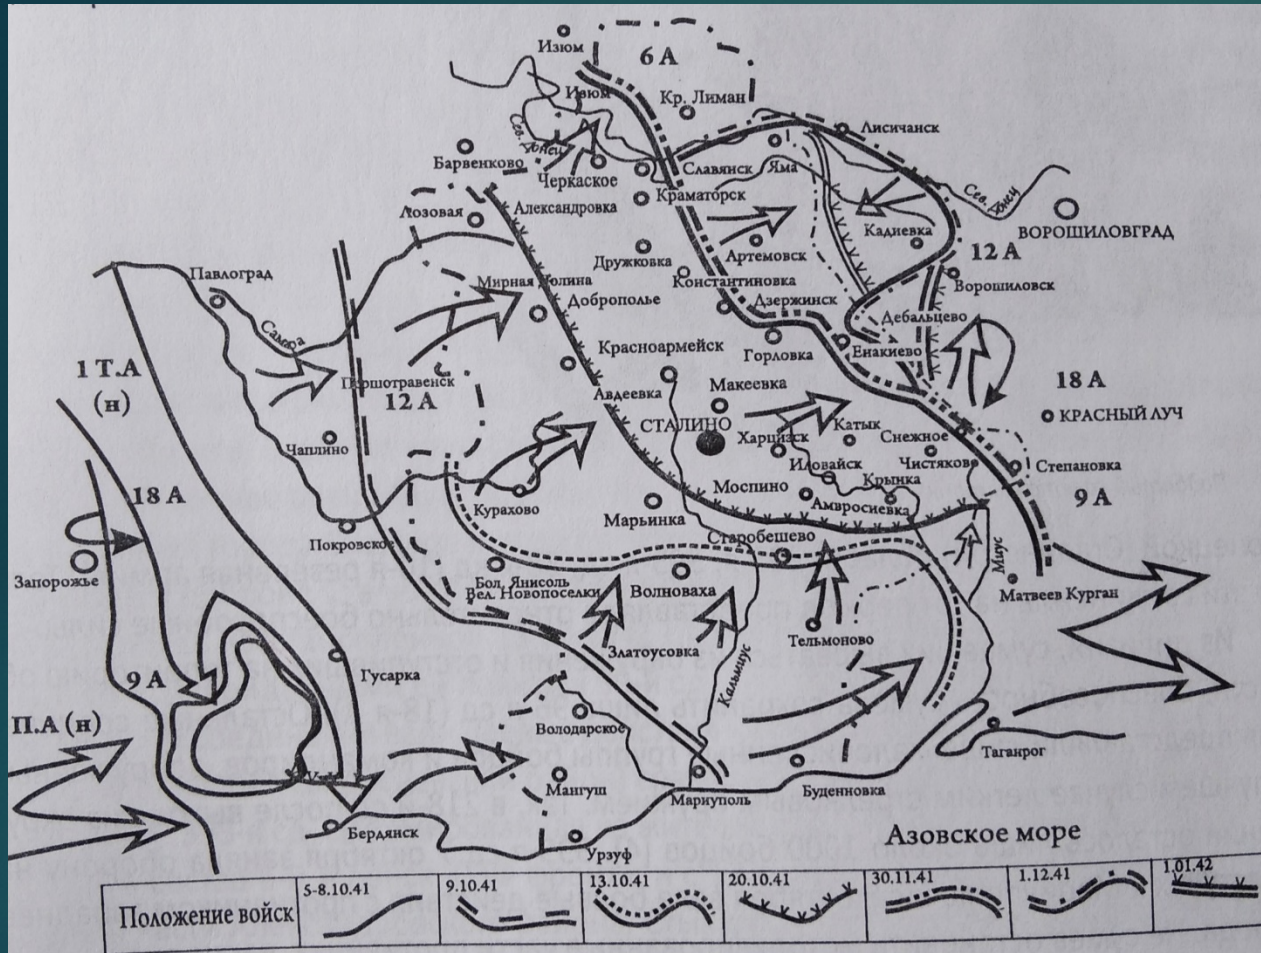 Изюм
6 А
Изюм
Кр. Лиман
Лисичанск
Сев. Донец
Барвенково
Черкаское
Славянск
Яма
Сев. Донец
Краматорск
Александровка
Лозовая
ВОРОШИЛОВГРАД
Кадиевка
12 А
Дружковка
Артемовск
Павлоград
Мирная Долина
Константиновка
Ворошиловск
Доброполье
Дзержинск
Дебальцево
Самара
Красноармейск
Горловка
Енакиево
1 Т.А
(н)
Першотравенск
12 А
Авдеевка
Макеевка
18 А
КРАСНЫЙ ЛУЧ
СТАЛИНО
Харцизск
Катык
Снежное
Чаплино
Иловайск
Чистяково
Степановка
18 А
Моспино
Крынка
9 А
Курахово
Марьинка
Амвросиевка
Покровское
Старобешево
Миус
Запорожье
Бол. Янисоль
Вел. Новопоселки
Волноваха
Матвеев Курган
Тельмоново
Златоусовка
9 А
Гусарка
Кальмиус
П.А (н)
Володарское
Таганрог
Мангуш
Мариуполь
Буденновка
Бердянск
Урзуф
Азовское море
Положение войск
5-8.10.41
9.10.41
13.10.41
20.10.41
30.11.41
1.12.41
1.01.42